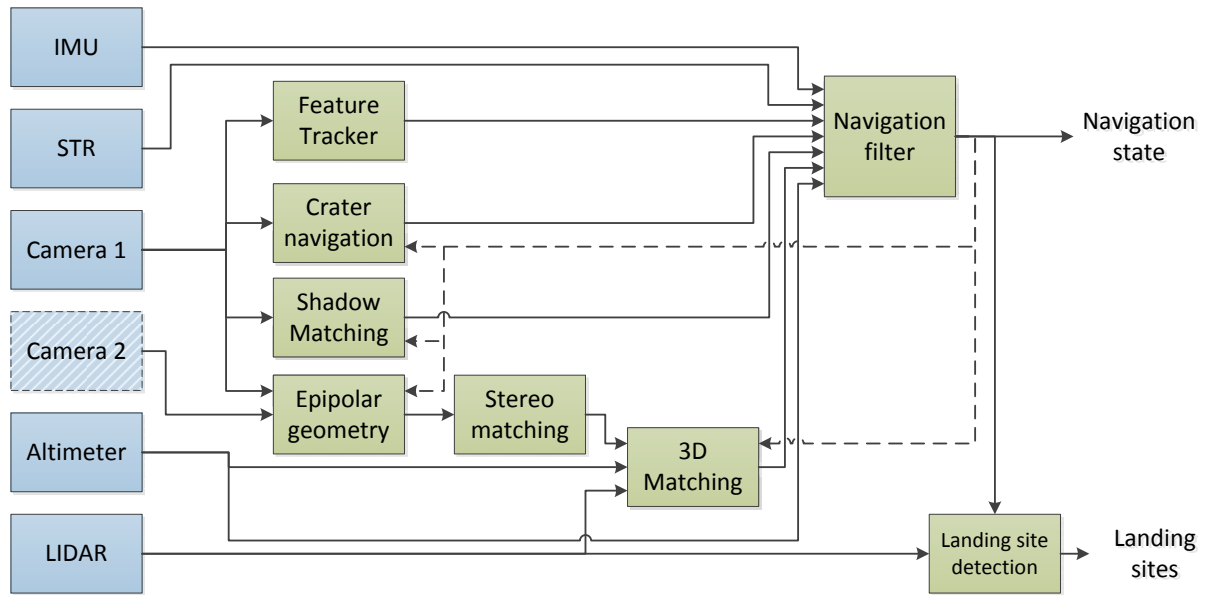 IMU
STR
Camera 1
Camera 2
Altimeter
LIDAR
Feature
Tracker
Crater
navigation
Shadow
Matching
Epipolar
geometry
Stereo
matching
3D
Matching
Navigation
filter
Navigation
state
Landing site
detection
Landing
sites